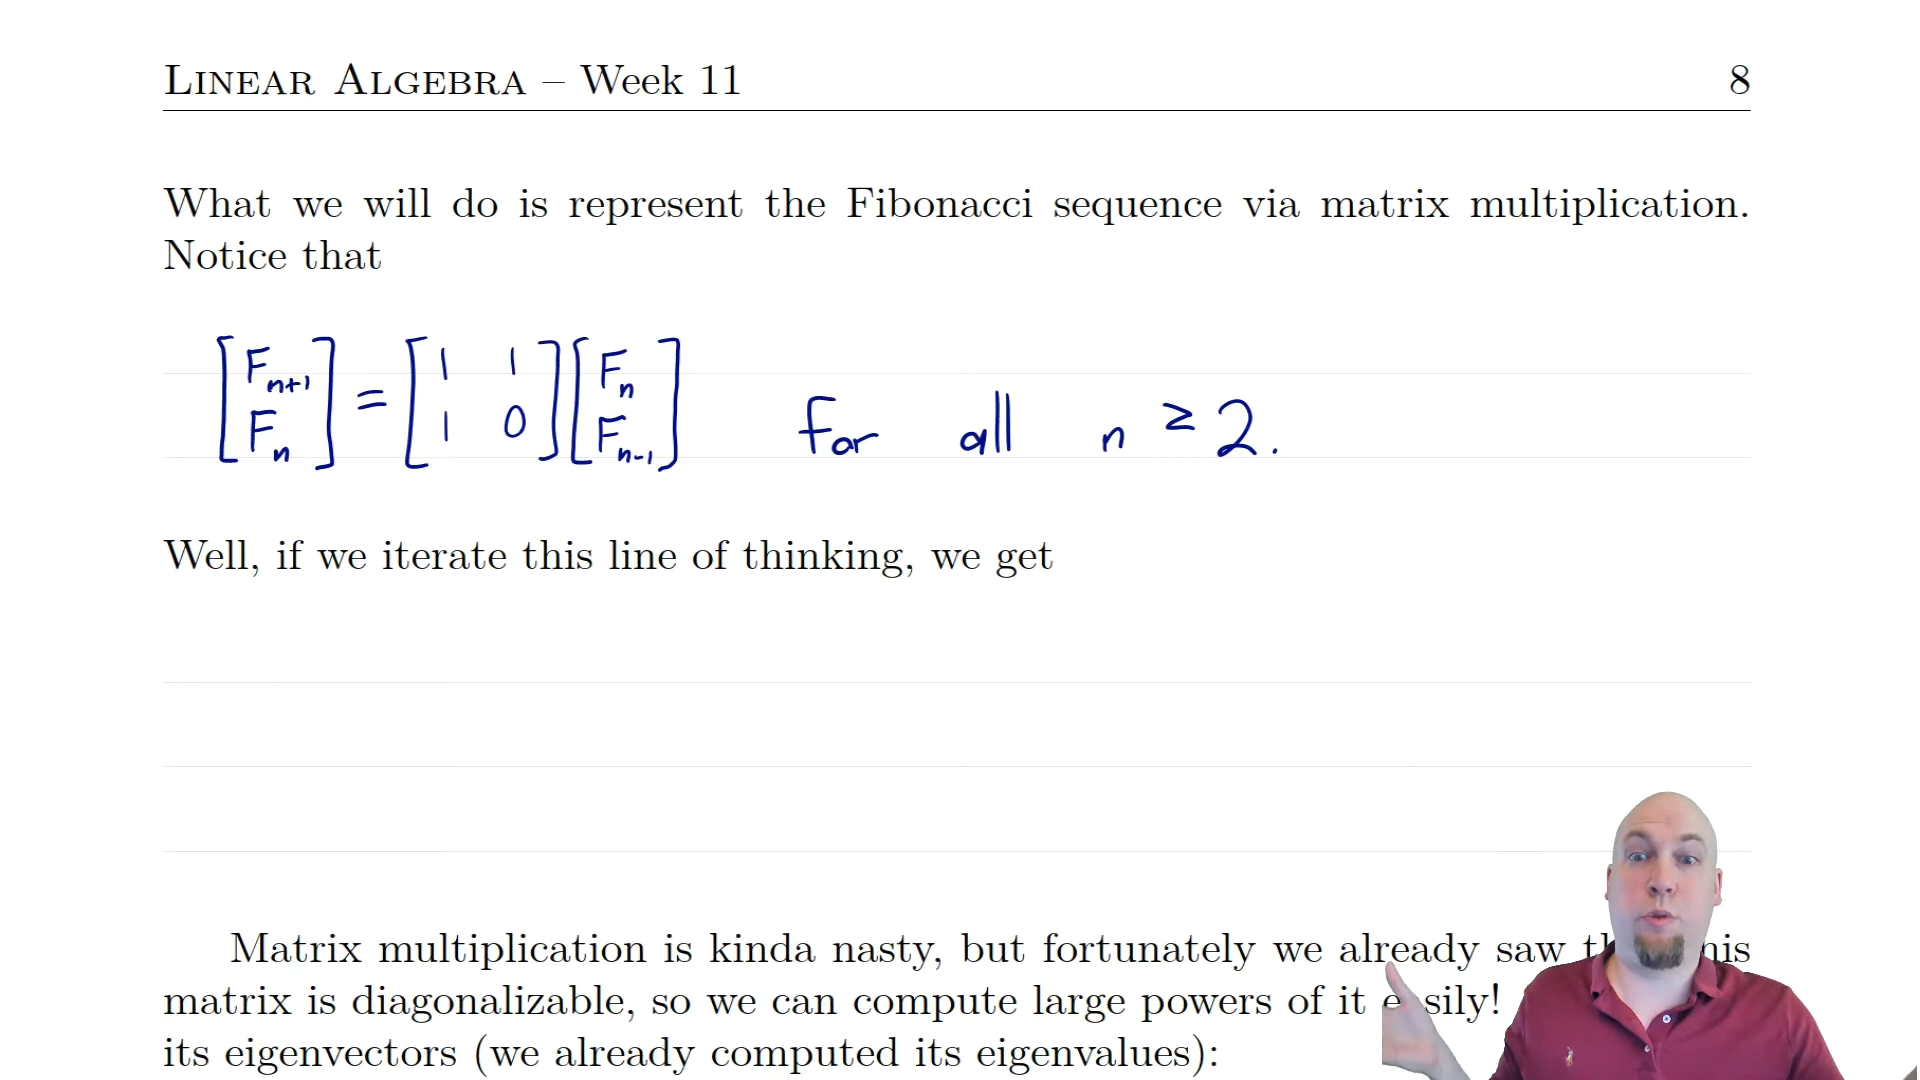 LINEAR ALGEBRA – Week 11 8
What we will do is represent the Fibonacci sequence via matrix multiplication.
Notice that
[F_{n+1} F_n] = [1 1 1 0] [F_n F_{n-1}] for all n ≥ 2.
Well, if we iterate this line of thinking, we get
Matrix multiplication is kinda nasty, but fortunately we already saw
matrix is diagonalizable, so we can compute large powers of it easily!
its eigenvectors (we already computed its eigenvalues):